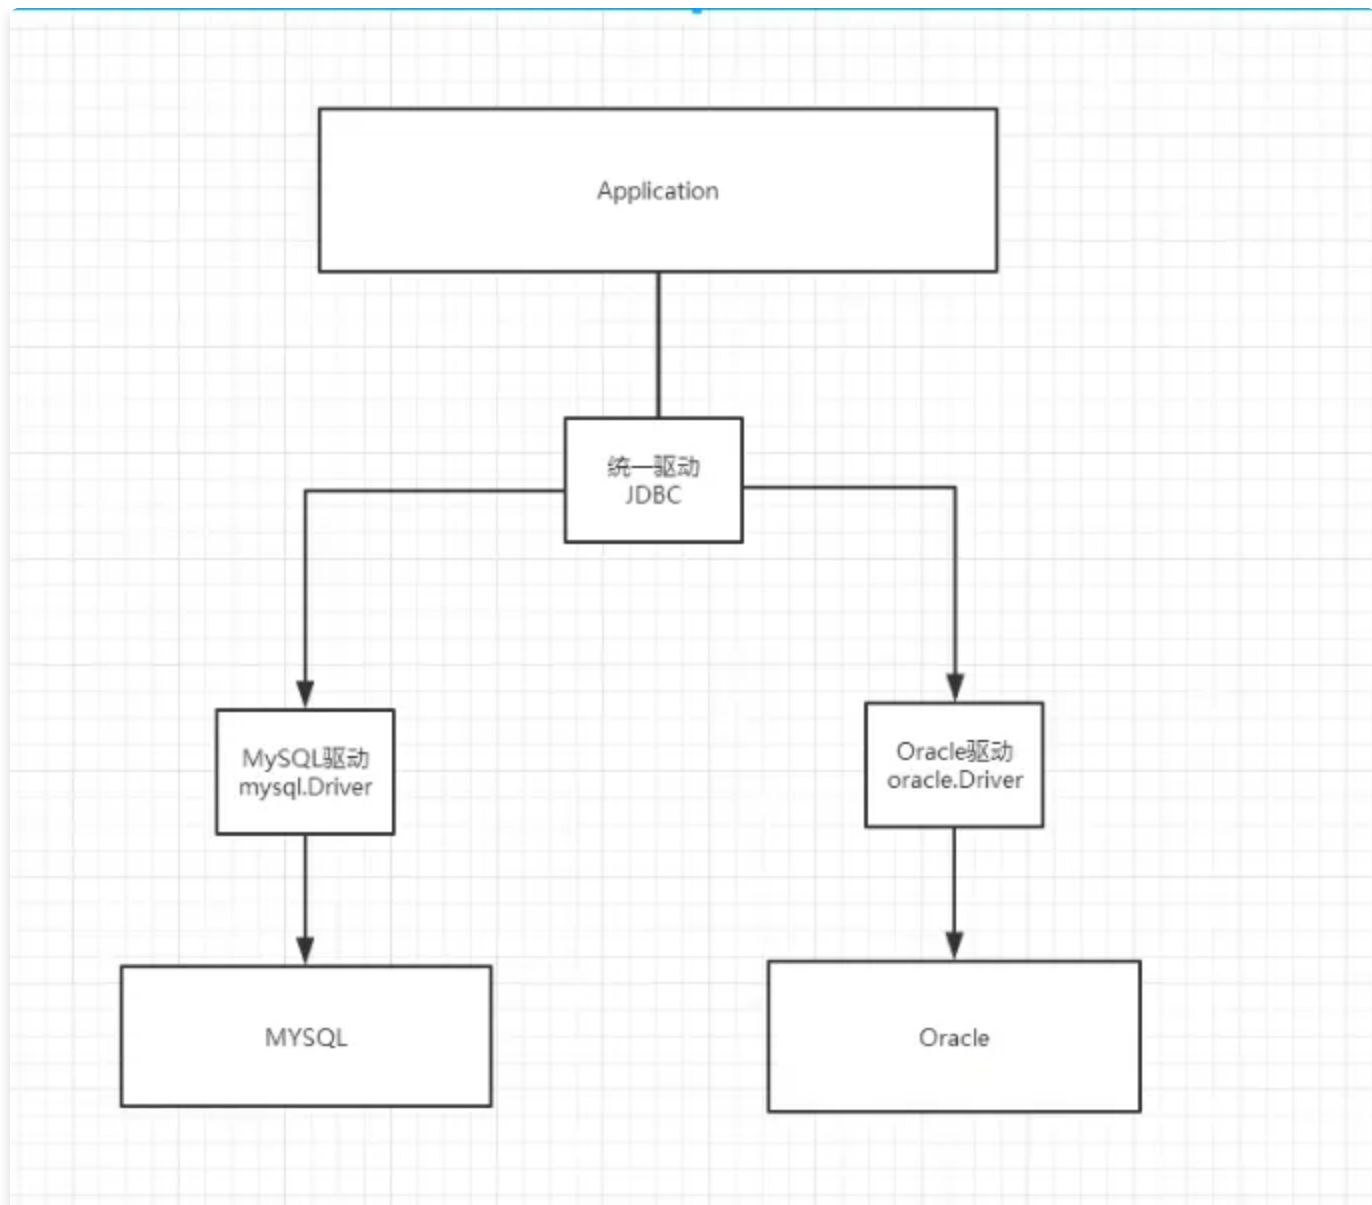 Application
统一驱动
JDBC
MySQL驱动
mysql.Driver
Oracle驱动
oracle.Driver
MYSQL
Oracle